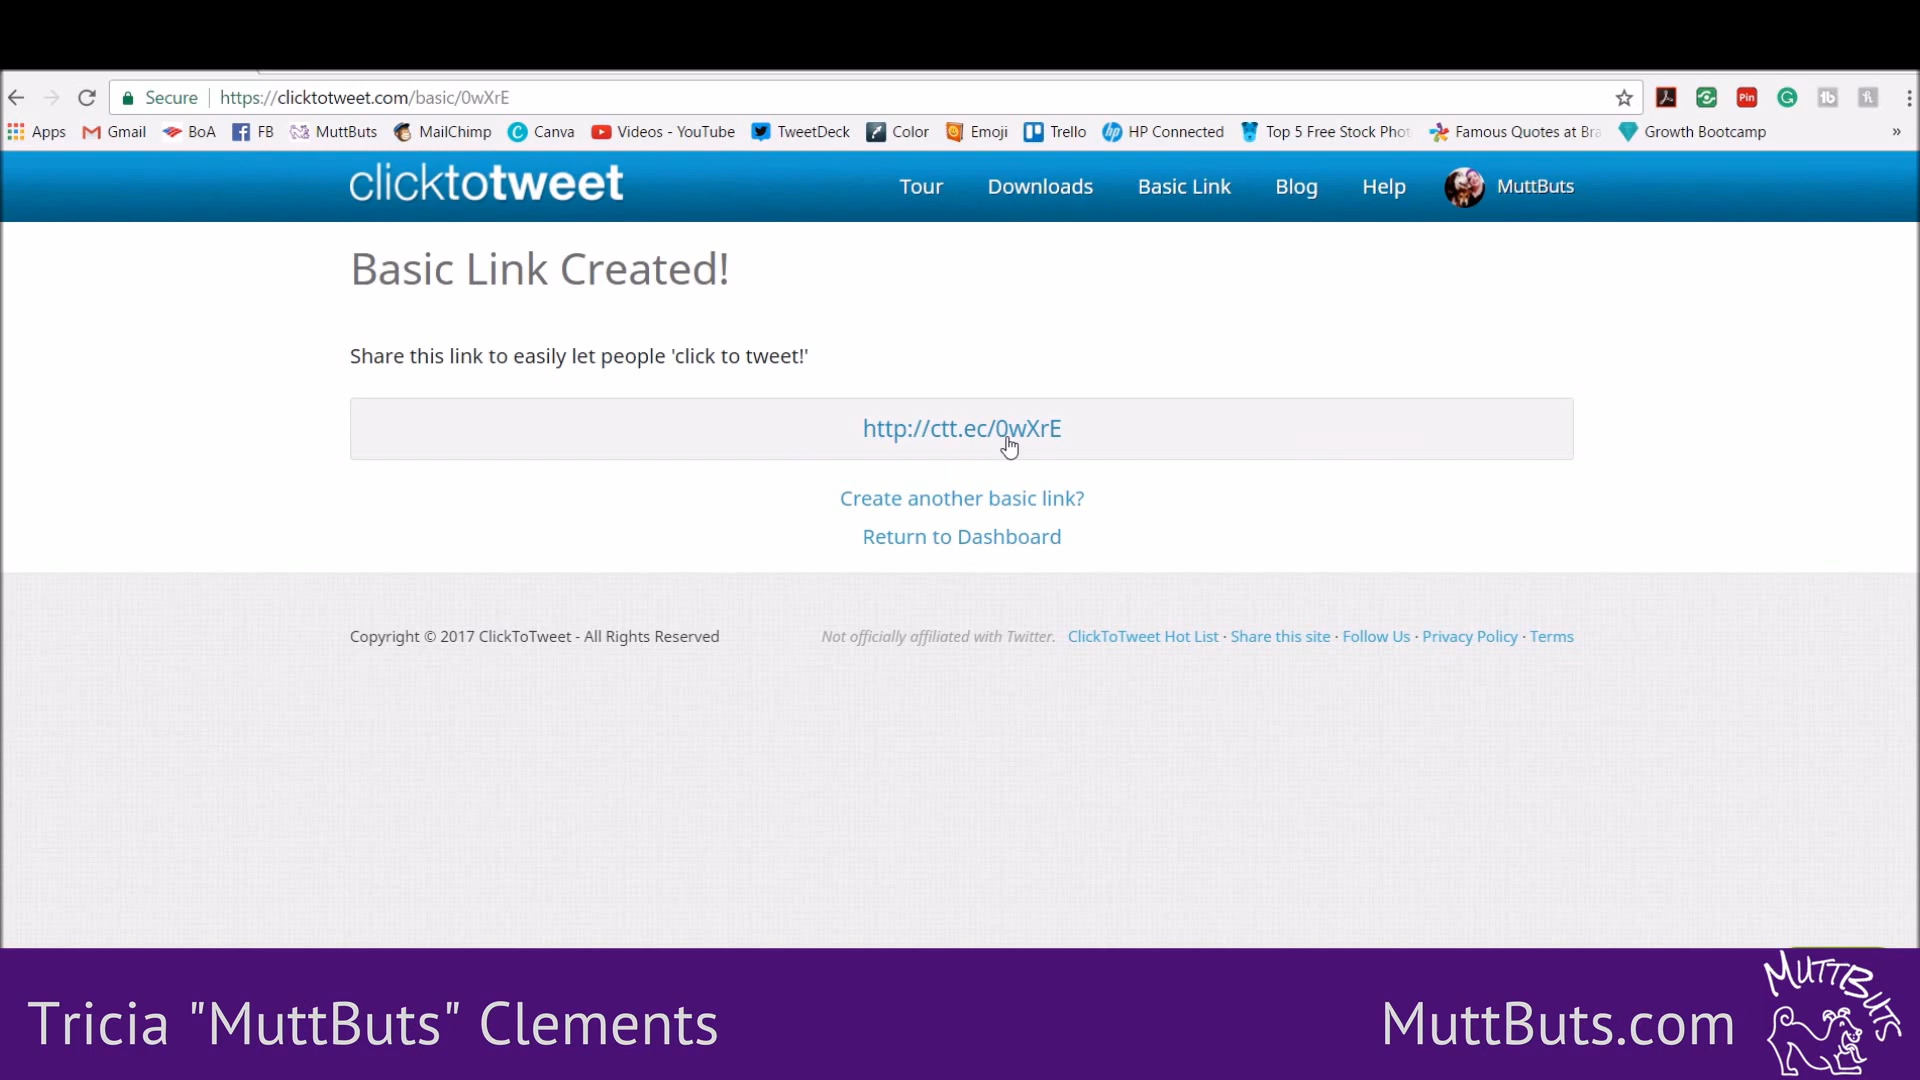 Secure https://clicktotweet.com/basic/0wXrE
Pin
Apps Gmail BoA FB MuttButs MailChimp Canva Videos - YouTube TweetDeck Color Emoji Trello HP Connected Top 5 Free Stock Phot Famous Quotes at Bra Growth Bootcamp »
clicktotweet Tour Downloads Basic Link Blog Help MuttButs
Basic Link Created!
Share this link to easily let people 'click to tweet!'
http://ctt.ec/0wXrE
Create another basic link?
Return to Dashboard
Copyright © 2017 ClickToTweet - All Rights Reserved Not officially affiliated with Twitter. ClickToTweet Hot List · Share this site · Follow Us · Privacy Policy · Terms
Tricia "MuttButs" Clements MuttButs.com
MUTTBUTS